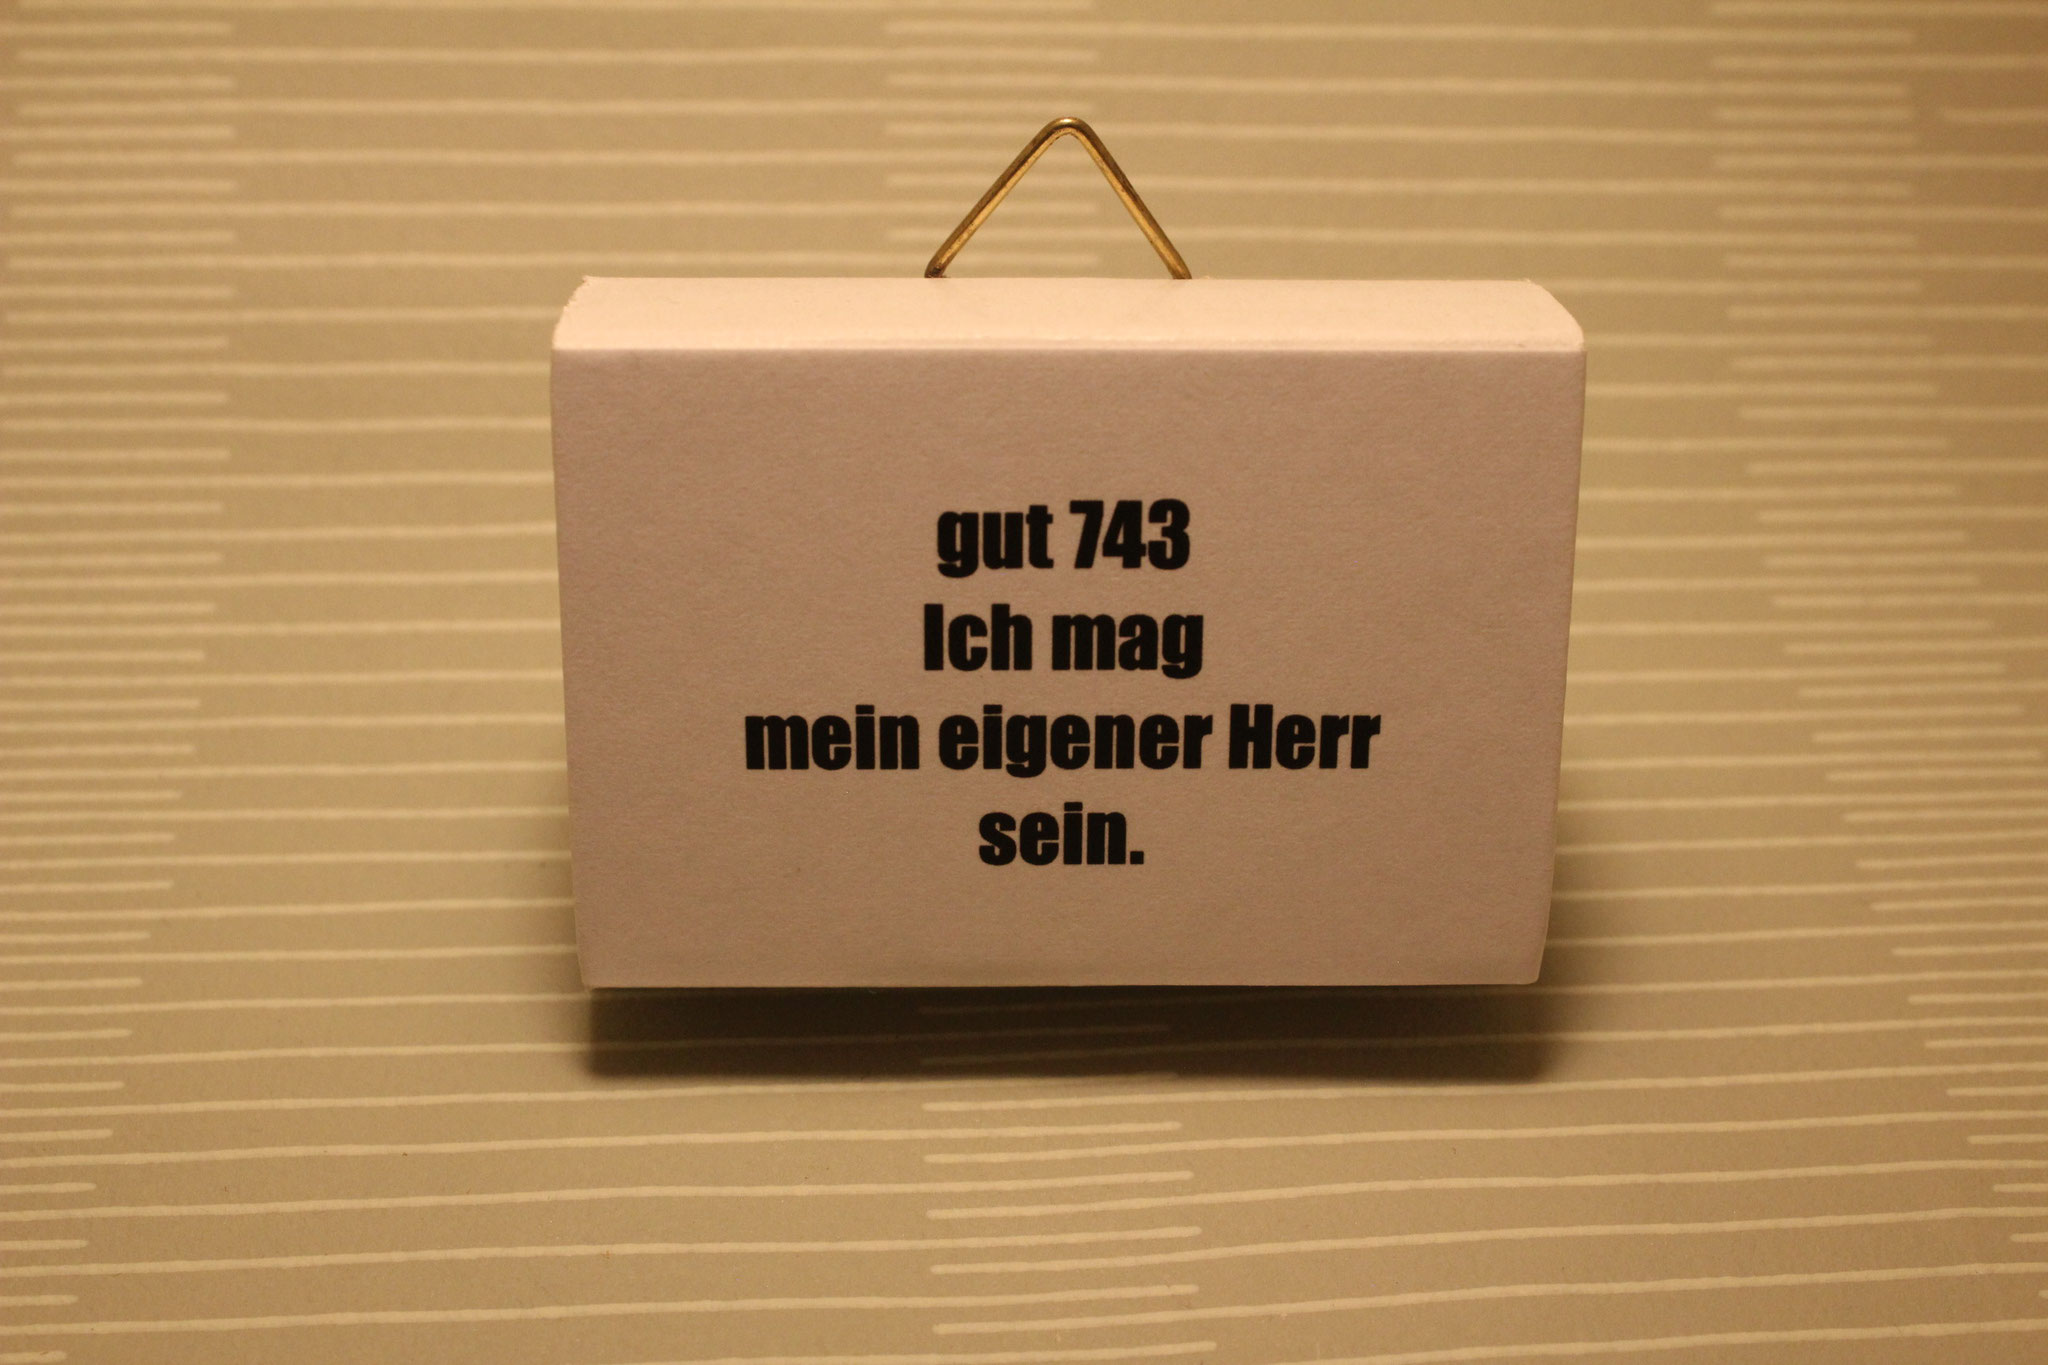 gut 743
Ich mag
mein eigener Herr
sein.